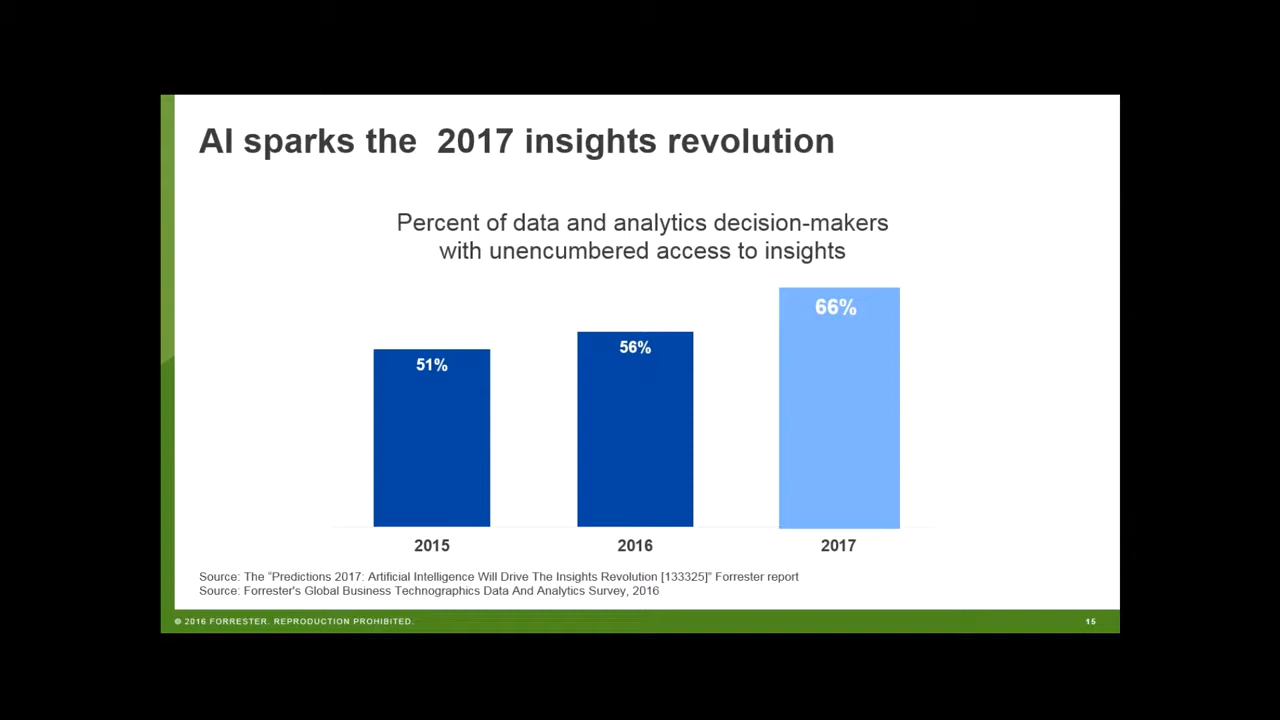 AI sparks the  2017 insights revolution
Percent of data and analytics decision-makers
with unencumbered access to insights
51%
56%
66%
2015
2016
2017
Source: The “Predictions 2017: Artificial Intelligence Will Drive The Insights Revolution [133325]” Forrester report
Source: Forrester's Global Business Technographics Data And Analytics Survey, 2016
© 2016 FORRESTER. REPRODUCTION PROHIBITED.
15